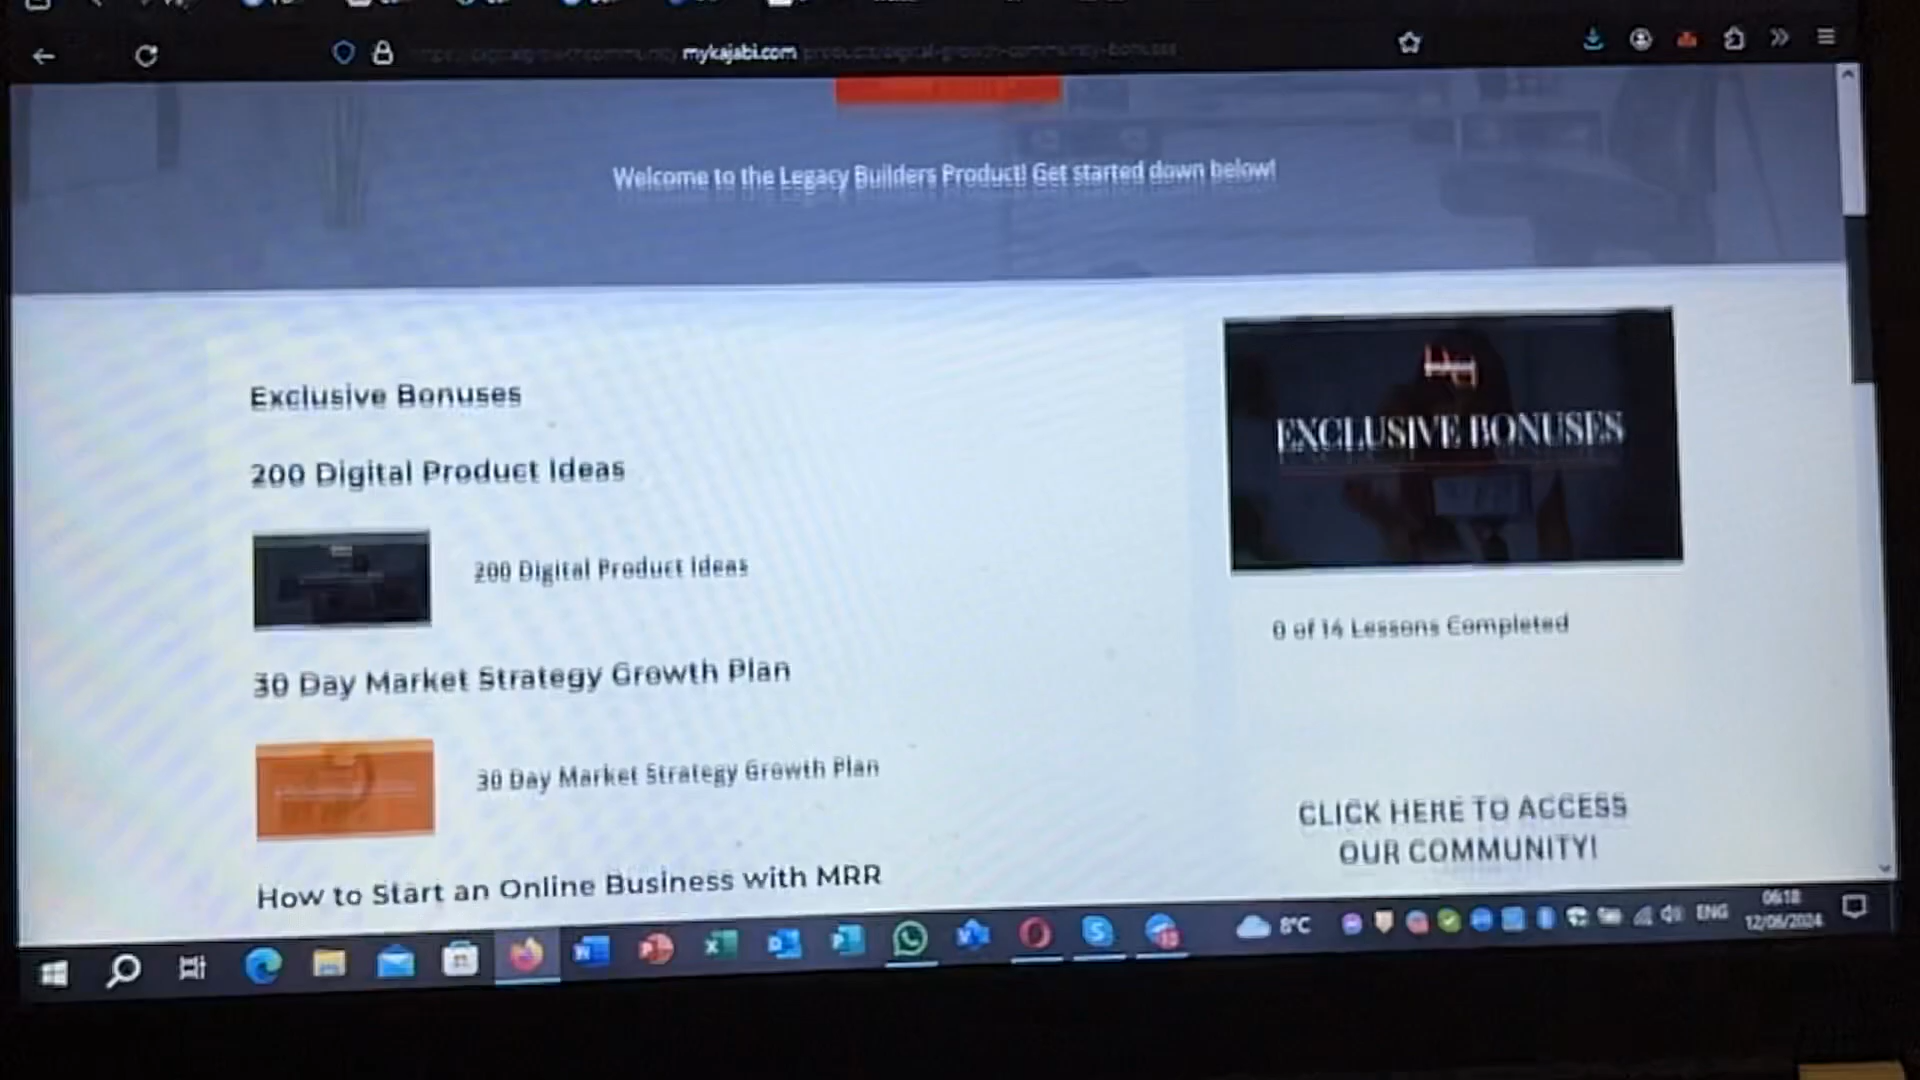 mykajabi.com
Welcome to the Legacy Builders Product! Get started down below!
Exclusive Bonuses
200 Digital Product Ideas
200 Digital Product Ideas
30 Day Market Strategy Growth Plan
30 Day Market Strategy Growth Plan
How to Start an Online Business with MRR
EXCLUSIVE BONUSES
0 of 14 Lessons Completed
CLICK HERE TO ACCESS
OUR COMMUNITY!
8°C
ENG
06:18
12/06/2024